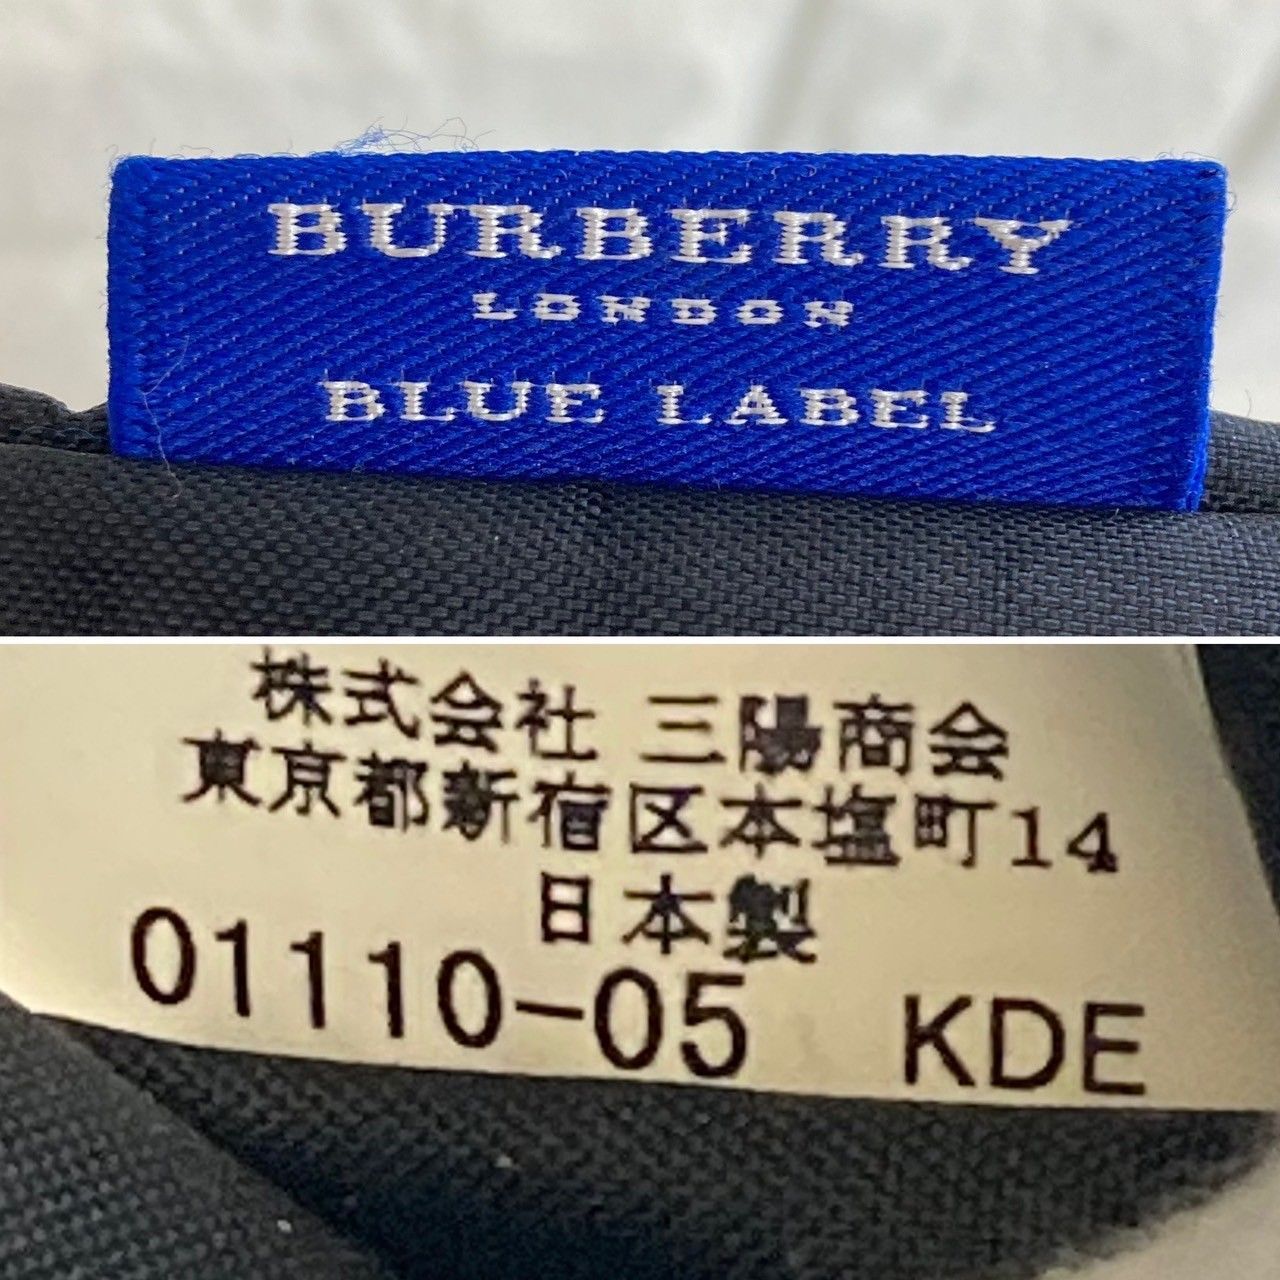 BURBERRY
LONDON
BLUE LABEL
株式会社 三陽商会
東京都新宿区本塩町14
日本製
01110-05 KDE